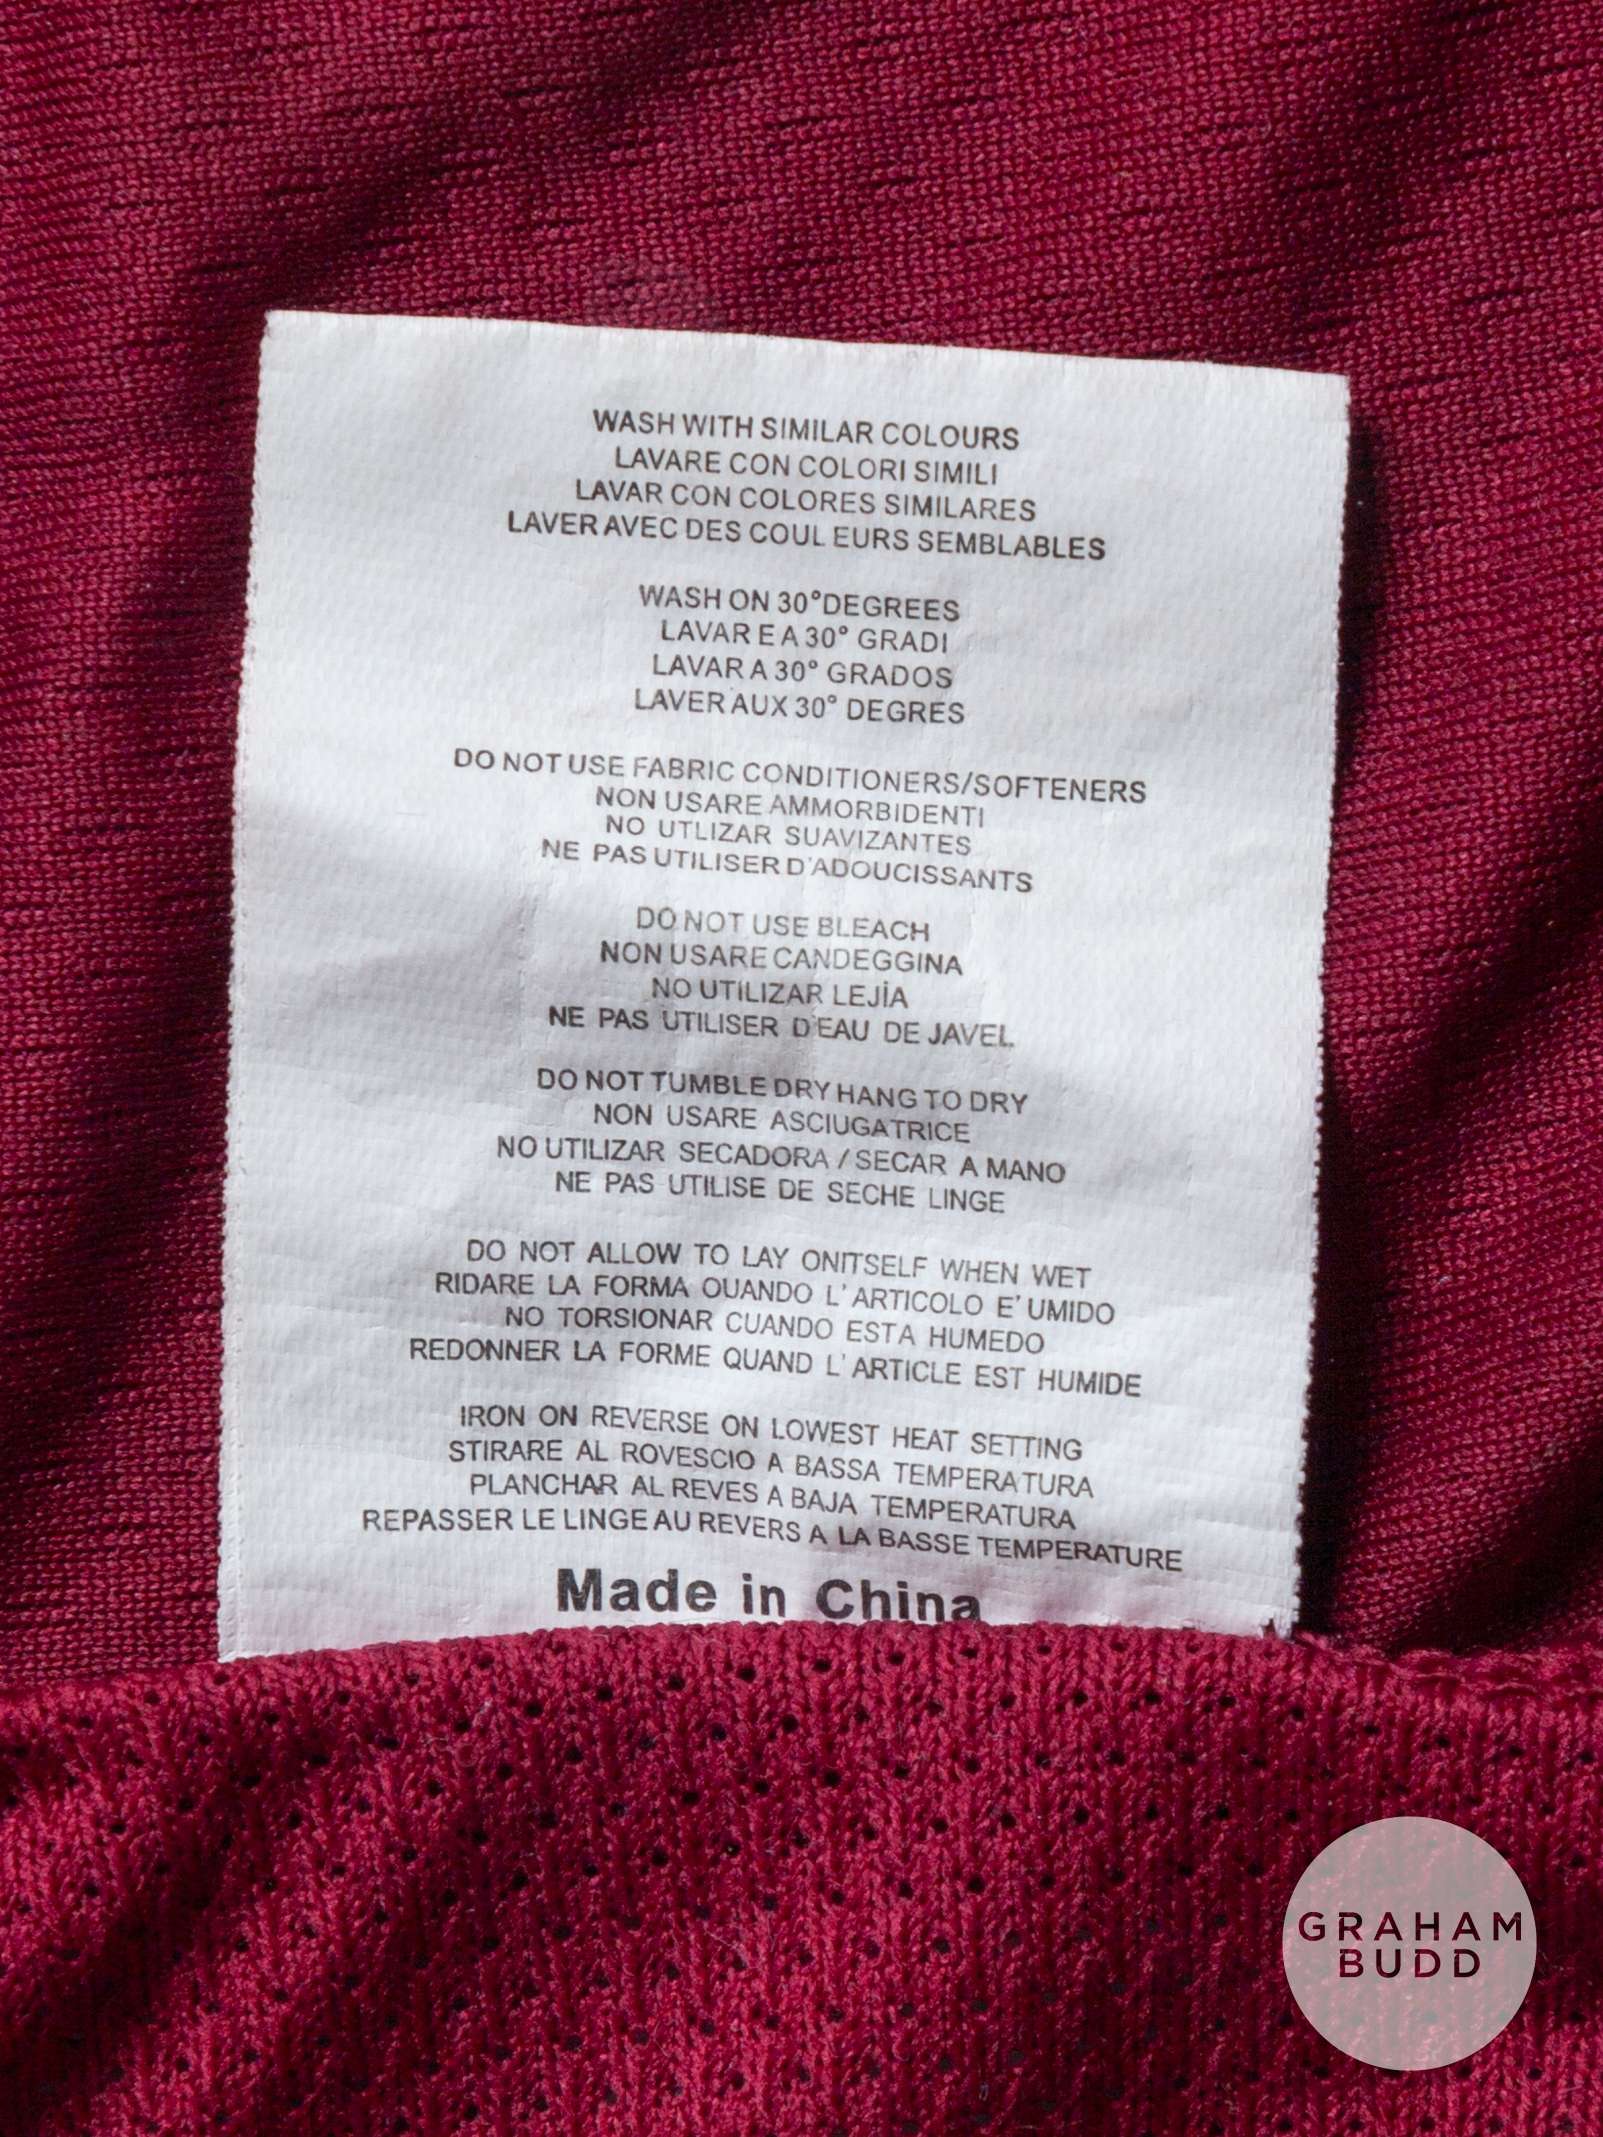 WASH WITH SIMILAR COLOURS
LAVARE CON COLORI SIMILI
LAVAR CON COLORES SIMILARES
LAVER AVEC DES COUL EURS SEMBLABLES
WASH ON 30°DEGREES
LAVAR E A 30° GRADI
LAVAR A 30° GRADOS
LAVER AUX 30° DEGRES
DO NOT USE FABRIC CONDITIONERS/SOFTENERS
NON USARE AMMORBIDENTI
NO UTLIZAR SUAVIZANTES
NE PAS UTILISER D'ADOUCISSANTS
DO NOT USE BLEACH
NON USARE CANDEGGINA
NO UTILIZAR LEJÍA
NE PAS UTILISER D'EAU DE JAVEL
DO NOT TUMBLE DRY HANG TO DRY
NON USARE ASCIUGATRICE
NO UTILIZAR SECADORA / SECAR A MANO
NE PAS UTILISE DE SECHE LINGE
DO NOT ALLOW TO LAY ONITSELF WHEN WET
RIDARE LA FORMA OUANDO L' ARTICOLO E' UMIDO
NO TORSIONAR CUANDO ESTA HUMEDO
REDONNER LA FORME QUAND L' ARTICLE EST HUMIDE
IRON ON REVERSE ON LOWEST HEAT SETTING
STIRARE AL ROVESCIO A BASSA TEMPERATURA
PLANCHAR AL REVES A BAJA TEMPERATURA
REPASSER LE LINGE AU REVERS A LA BASSE TEMPERATURE
Made in China
GRAHAM
BUDD